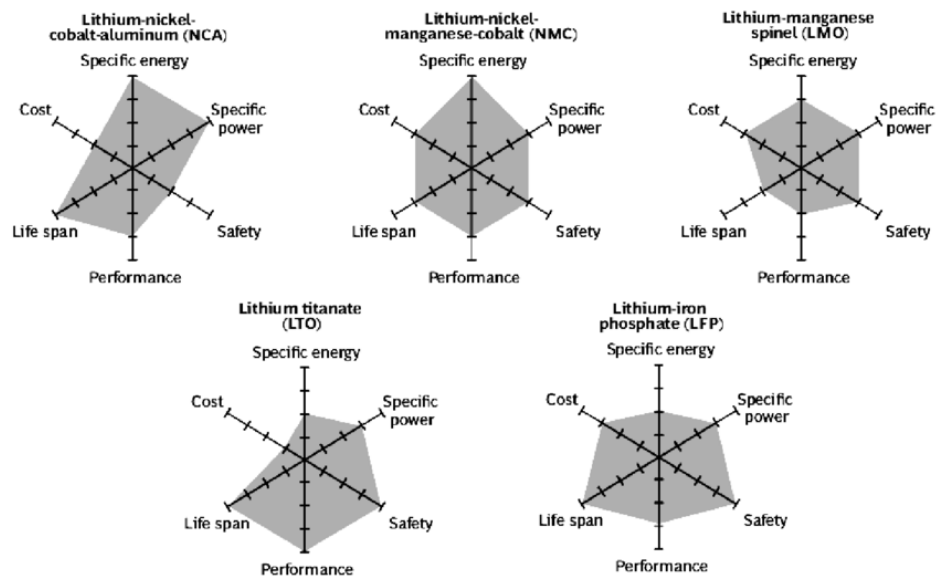 Lithium-nickel-
cobalt-aluminum (NCA)
Specific energy
Cost
Specific
power
Life span
Safety
Performance
Lithium-nickel-
manganese-cobalt (NMC)
Specific energy
Cost
Specific
power
Life span
Safety
Performance
Lithium-manganese
spinel (LMO)
Specific energy
Cost
Specific
power
Life span
Safety
Performance
Lithium titanate
(LTO)
Specific energy
Cost
Specific
power
Life span
Safety
Performance
Lithium-iron
phosphate (LFP)
Specific energy
Cost
Specific
power
Life span
Safety
Performance